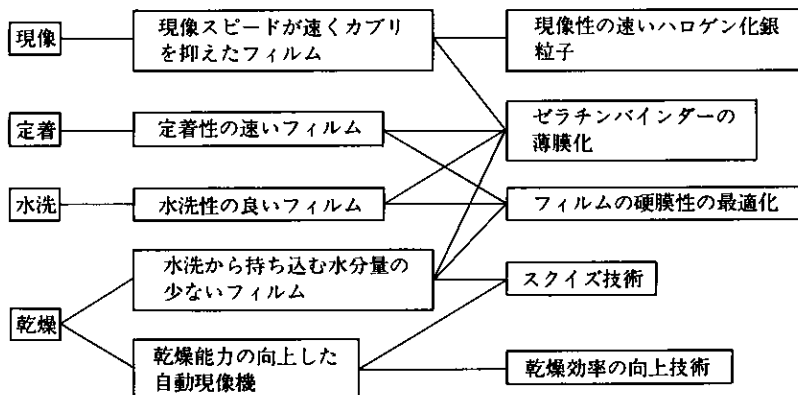 現像
現像スピードが速くカブリ
を抑えたフィルム
現像性の速いハロゲン化銀
粒子
定着
定着性の速いフィルム
ゼラチンバインダーの
薄膜化
水洗
水洗性の良いフィルム
フィルムの硬膜性の最適化
乾燥
水洗から持ち込む水分量の
少ないフィルム
スクイズ技術
乾燥能力の向上した
自動現像機
乾燥効率の向上技術